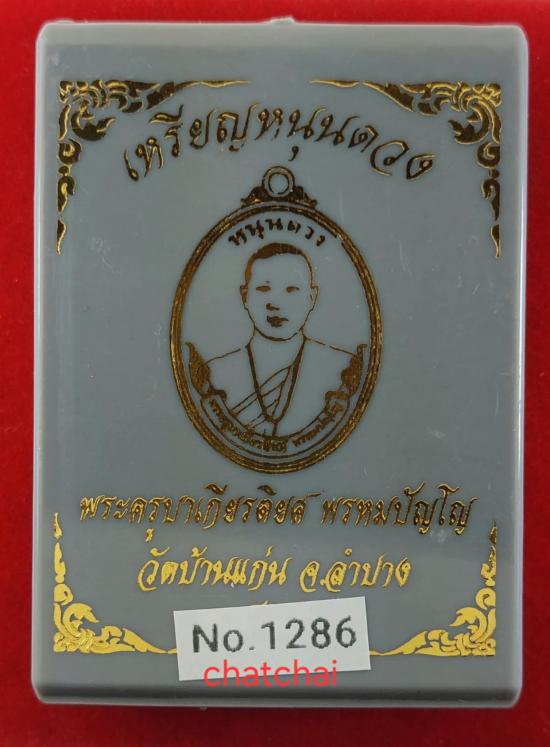 เหรียญหนุนดวง
หนุนดวง
พระครูบาเกียรติยศ พรหมปัญโญ
วัดบ้านแก่น จ.ลำปาง
No.1286
chatchai